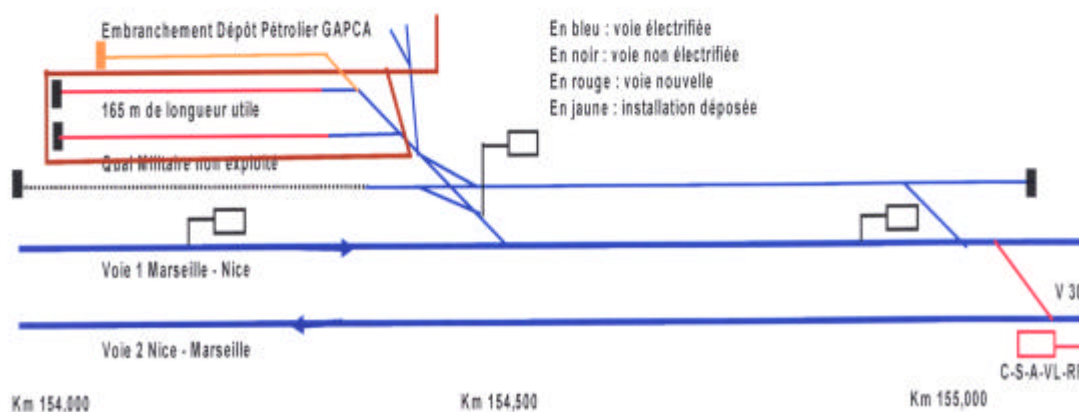 Embranchement Dépôt Pétrolier GAPCA
En bleu : voie électrifiée
En noir : voie non électrifiée
En rouge : voie nouvelle
En jaune : installation déposée
165 m de longueur utile
Quai Militaire non exploité
Voie 1 Marseille - Nice
V 30
Voie 2 Nice - Marseille
C-S-A-VL-R
Km 154,000
Km 154,500
Km 155,000